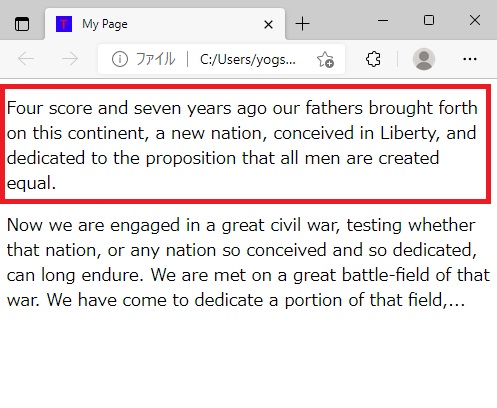 T My Page
ファイル C:/Users/yogs...
Four score and seven years ago our fathers brought forth
on this continent, a new nation, conceived in Liberty, and
dedicated to the proposition that all men are created
equal.
Now we are engaged in a great civil war, testing whether
that nation, or any nation so conceived and so dedicated,
can long endure. We are met on a great battle-field of that
war. We have come to dedicate a portion of that field,...